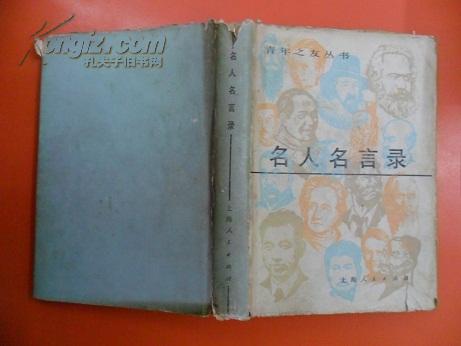 Kongfz.com
孔夫子旧书网
名人名言录
上海人民出版社
青年之友丛书
名人名言录
上海人民出版社